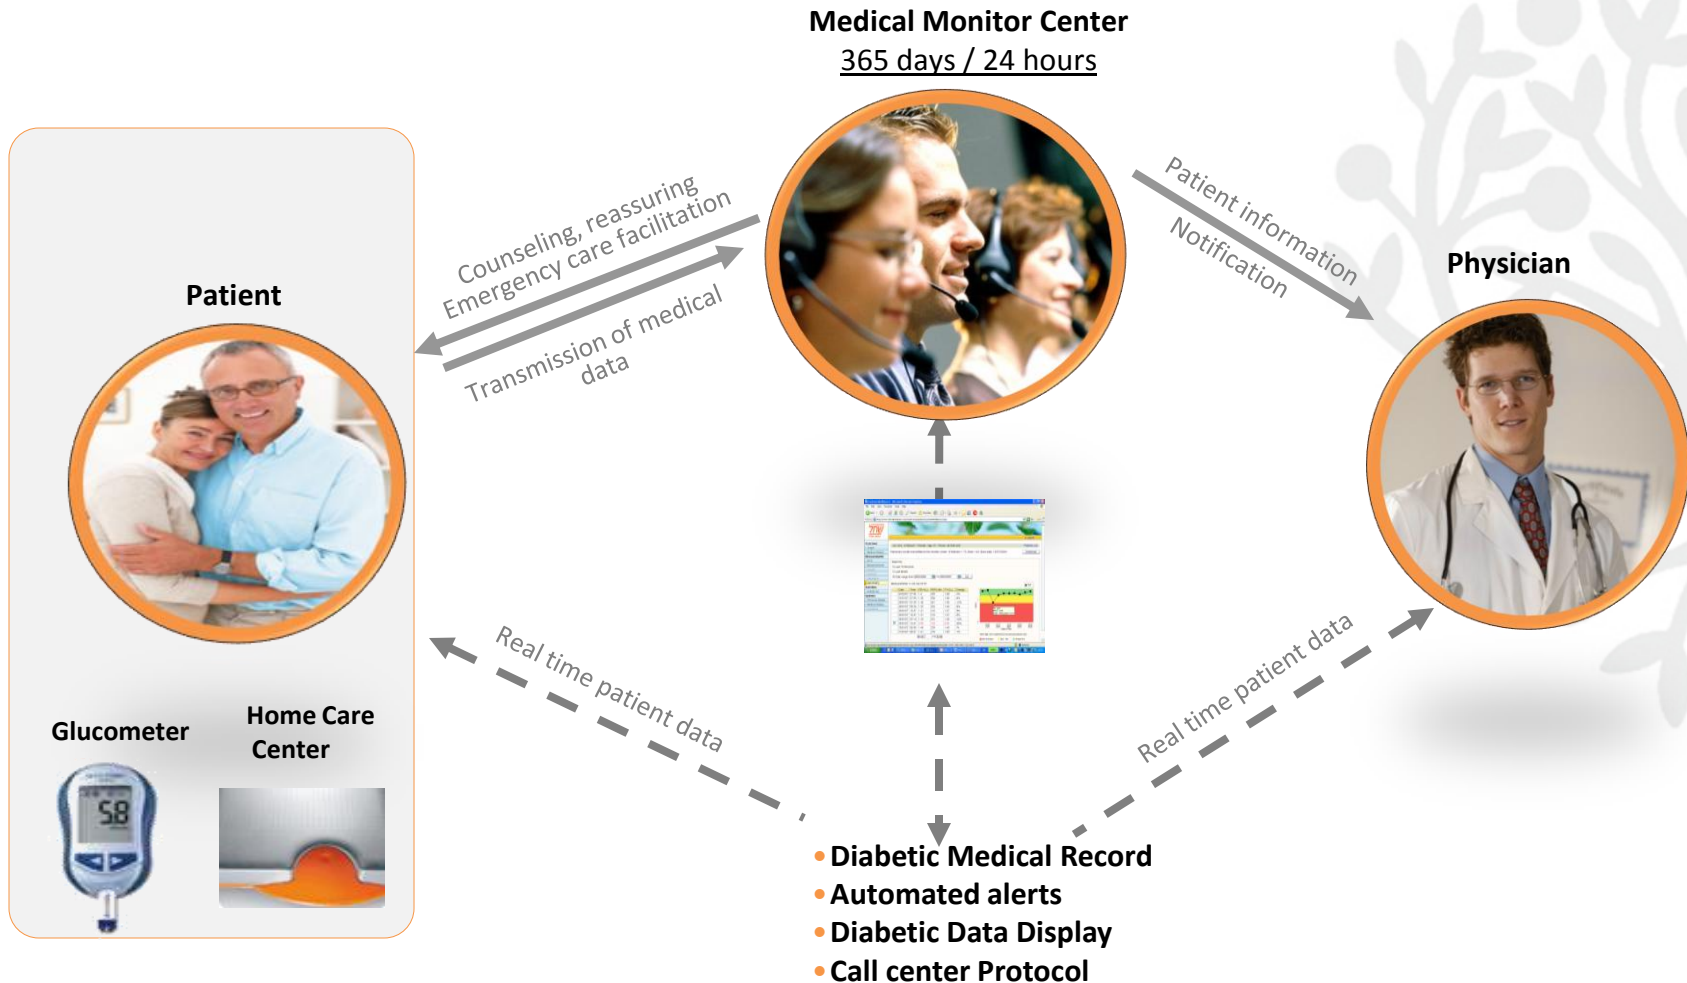 Medical Monitor Center
365 days / 24 hours
Counseling, reassuring
Emergency care facilitation
Transmission of medical
data
Patient information
Notification
Physician
Patient
Glucometer
Home Care
Center
5.8
Real time patient data
Real time patient data
•Diabetic Medical Record
•Automated alerts
•Diabetic Data Display
•Call center Protocol